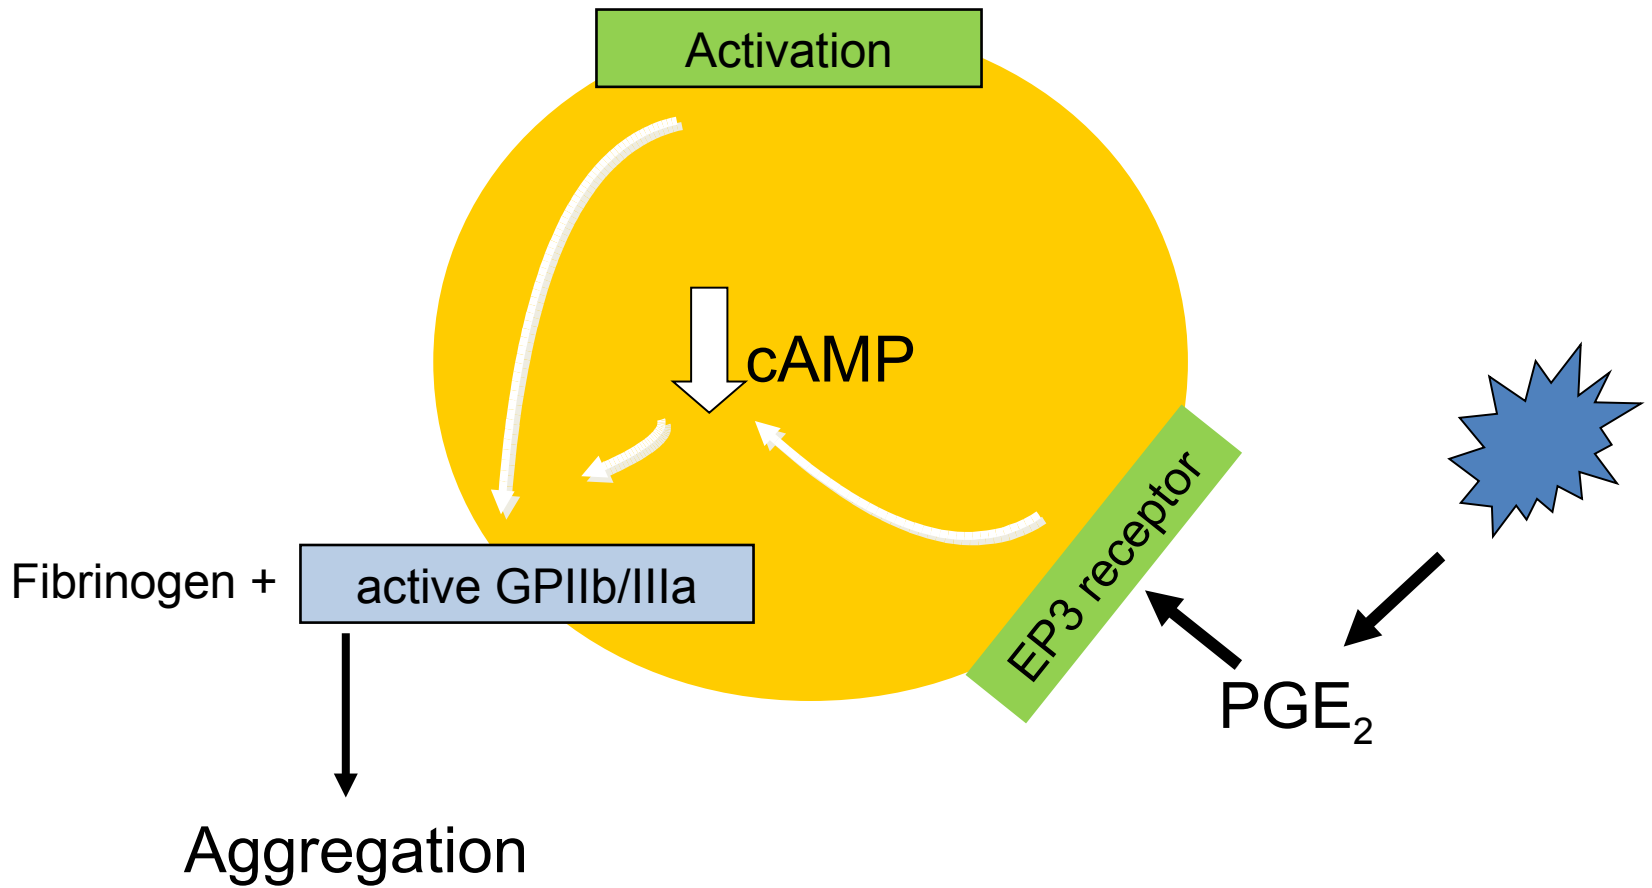 Activation
cAMP
EP3 receptor
Fibrinogen +
active GPIIb/IIIa
PGE₂
Aggregation